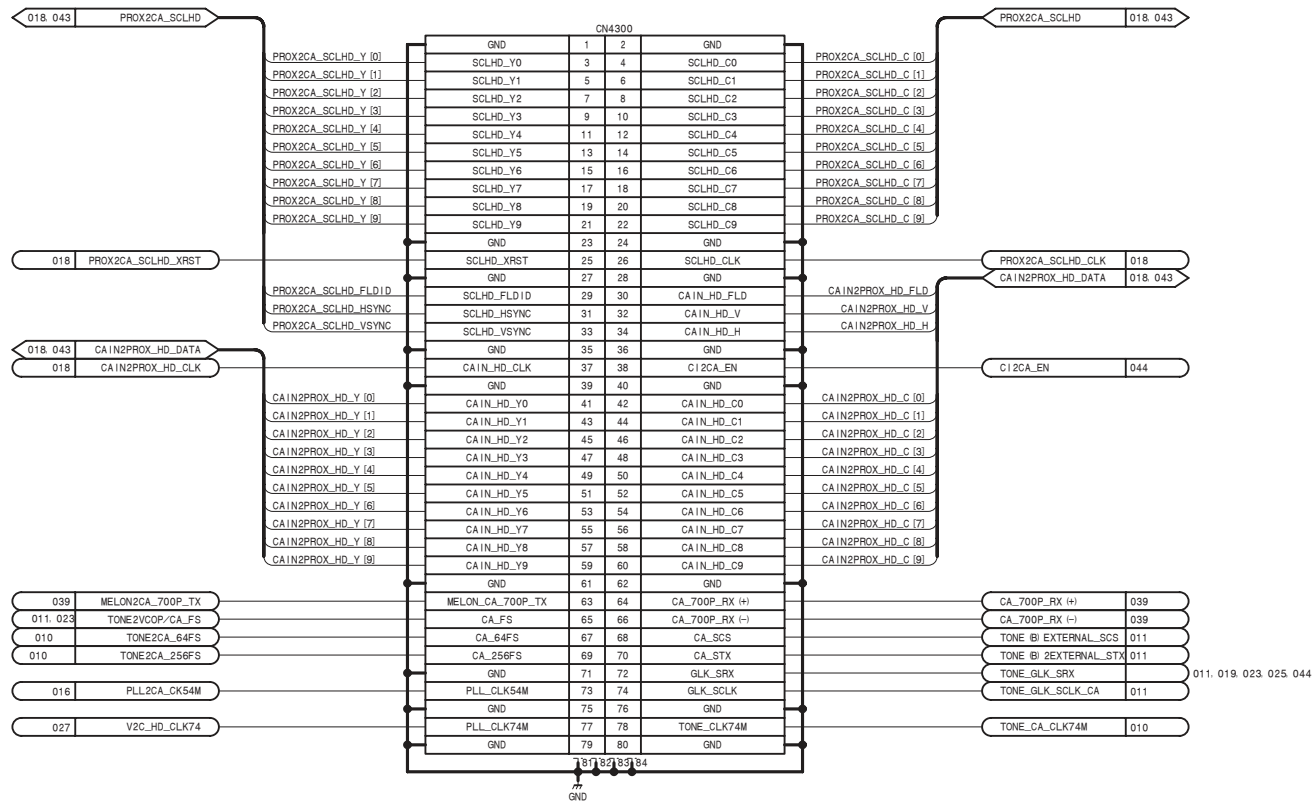 018, 043 PROX2CA_SCLHD PROX2CA_SCLHD 018, 043
CN4300
GND 1 2 GND
PROX2CA_SCLHD_Y [0] SCLHD_Y0 3 4 SCLHD_C0 PROX2CA_SCLHD_C [0]
PROX2CA_SCLHD_Y [1] SCLHD_Y1 5 6 SCLHD_C1 PROX2CA_SCLHD_C [1]
PROX2CA_SCLHD_Y [2] SCLHD_Y2 7 8 SCLHD_C2 PROX2CA_SCLHD_C [2]
PROX2CA_SCLHD_Y [3] SCLHD_Y3 9 10 SCLHD_C3 PROX2CA_SCLHD_C [3]
PROX2CA_SCLHD_Y [4] SCLHD_Y4 11 12 SCLHD_C4 PROX2CA_SCLHD_C [4]
PROX2CA_SCLHD_Y [5] SCLHD_Y5 13 14 SCLHD_C5 PROX2CA_SCLHD_C [5]
PROX2CA_SCLHD_Y [6] SCLHD_Y6 15 16 SCLHD_C6 PROX2CA_SCLHD_C [6]
PROX2CA_SCLHD_Y [7] SCLHD_Y7 17 18 SCLHD_C7 PROX2CA_SCLHD_C [7]
PROX2CA_SCLHD_Y [8] SCLHD_Y8 19 20 SCLHD_C8 PROX2CA_SCLHD_C [8]
PROX2CA_SCLHD_Y [9] SCLHD_Y9 21 22 SCLHD_C9 PROX2CA_SCLHD_C [9]
GND 23 24 GND
018 PROX2CA_SCLHD_XRST SCLHD_XRST 25 26 SCLHD_CLK PROX2CA_SCLHD_CLK 018
GND 27 28 GND CAIN2PROX_HD_DATA 018, 043
PROX2CA_SCLHD_FLDID SCLHD_FLDID 29 30 CAIN_HD_FLD CAIN2PROX_HD_FLD
PROX2CA_SCLHD_HSYNC SCLHD_HSYNC 31 32 CAIN_HD_V CAIN2PROX_HD_V
PROX2CA_SCLHD_VSYNC SCLHD_VSYNC 33 34 CAIN_HD_H CAIN2PROX_HD_H
018, 043 CAIN2PROX_HD_DATA GND 35 36 GND
018 CAIN2PROX_HD_CLK CAIN_HD_CLK 37 38 CI2CA_EN CI2CA_EN 044
GND 39 40 GND
CAIN2PROX_HD_Y [0] CAIN_HD_Y0 41 42 CAIN_HD_C0 CAIN2PROX_HD_C [0]
CAIN2PROX_HD_Y [1] CAIN_HD_Y1 43 44 CAIN_HD_C1 CAIN2PROX_HD_C [1]
CAIN2PROX_HD_Y [2] CAIN_HD_Y2 45 46 CAIN_HD_C2 CAIN2PROX_HD_C [2]
CAIN2PROX_HD_Y [3] CAIN_HD_Y3 47 48 CAIN_HD_C3 CAIN2PROX_HD_C [3]
CAIN2PROX_HD_Y [4] CAIN_HD_Y4 49 50 CAIN_HD_C4 CAIN2PROX_HD_C [4]
CAIN2PROX_HD_Y [5] CAIN_HD_Y5 51 52 CAIN_HD_C5 CAIN2PROX_HD_C [5]
CAIN2PROX_HD_Y [6] CAIN_HD_Y6 53 54 CAIN_HD_C6 CAIN2PROX_HD_C [6]
CAIN2PROX_HD_Y [7] CAIN_HD_Y7 55 56 CAIN_HD_C7 CAIN2PROX_HD_C [7]
CAIN2PROX_HD_Y [8] CAIN_HD_Y8 57 58 CAIN_HD_C8 CAIN2PROX_HD_C [8]
CAIN2PROX_HD_Y [9] CAIN_HD_Y9 59 60 CAIN_HD_C9 CAIN2PROX_HD_C [9]
GND 61 62 GND
039 MELON2CA_700P_TX MELON_CA_700P_TX 63 64 CA_700P_RX (+) CA_700P_RX (+) 039
011, 023 TONE2VCOP/CA_FS CA_FS 65 66 CA_700P_RX (-) CA_700P_RX (-) 039
010 TONE2CA_64FS CA_64FS 67 68 CA_SCS TONE (B) EXTERNAL_SCS 011
010 TONE2CA_256FS CA_256FS 69 70 CA_STX TONE (B) 2EXTERNAL_STX 011
GND 71 72 GLK_SRX TONE_GLK_SRX 011, 019, 023, 025, 044
016 PLL2CA_CK54M PLL_CLK54M 73 74 GLK_SCLK TONE_GLK_SCLK_CA 011
GND 75 76 GND
027 V2C_HD_CLK74 PLL_CLK74M 77 78 TONE_CLK74M TONE_CA_CLK74M 010
GND 79 80 GND
81 82 83 84
GND